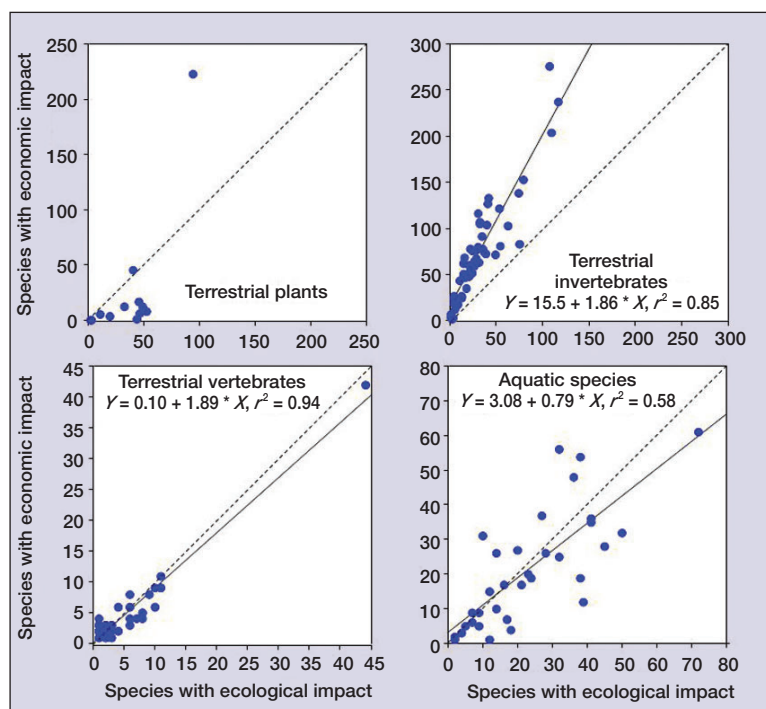 Species with economic impact
250
200
150
100
50
0
Terrestrial plants
0 50 100 150 200 250
300
250
200
150
100
50
0
Terrestrial
invertebrates
Y = 15.5 + 1.86 * X, r² = 0.85
0 50 100 150 200 250 300
Species with economic impact
45
40
35
30
25
20
15
10
5
0
Terrestrial vertebrates
Y = 0.10 + 1.89 * X, r² = 0.94
0 5 10 15 20 25 30 35 40 45
Species with ecological impact
80
70
60
50
40
30
20
10
0
Aquatic species
Y = 3.08 + 0.79 * X, r² = 0.58
0 10 20 30 40 50 60 70 80
Species with ecological impact